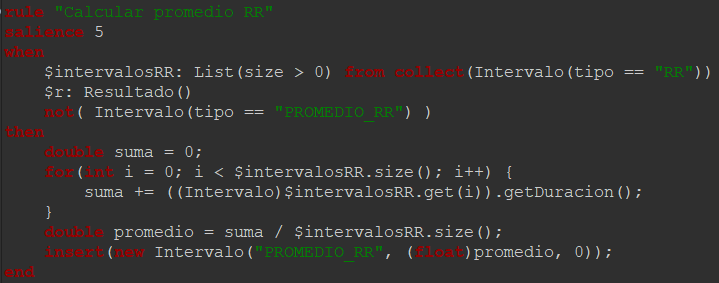 rule "Calcular promedio RR"
salience 5
when
    $intervalosRR: List(size > 0) from collect(Intervalo(tipo == "RR"))
    $r: Resultado()
    not( Intervalo(tipo == "PROMEDIO_RR") )
then
    double suma = 0;
    for(int i = 0; i < $intervalosRR.size(); i++) {
        suma += ((Intervalo)$intervalosRR.get(i)).getDuracion();
    }
    double promedio = suma / $intervalosRR.size();
    insert(new Intervalo("PROMEDIO_RR", (float)promedio, 0));
end